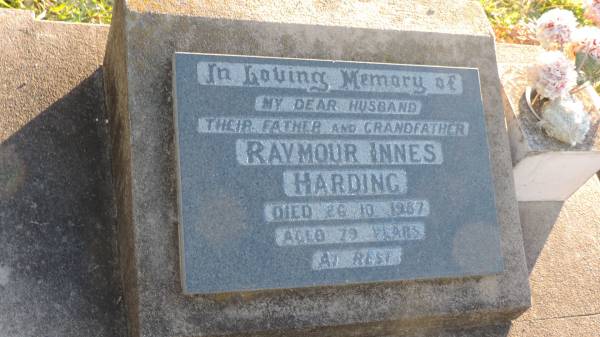 In Loving Memory of
MY DEAR HUSBAND
THEIR FATHER AND GRANDFATHER
RAYMOUR INNES
HARDING
DIED 26.10.1987
AGED 79 YEARS
AT REST